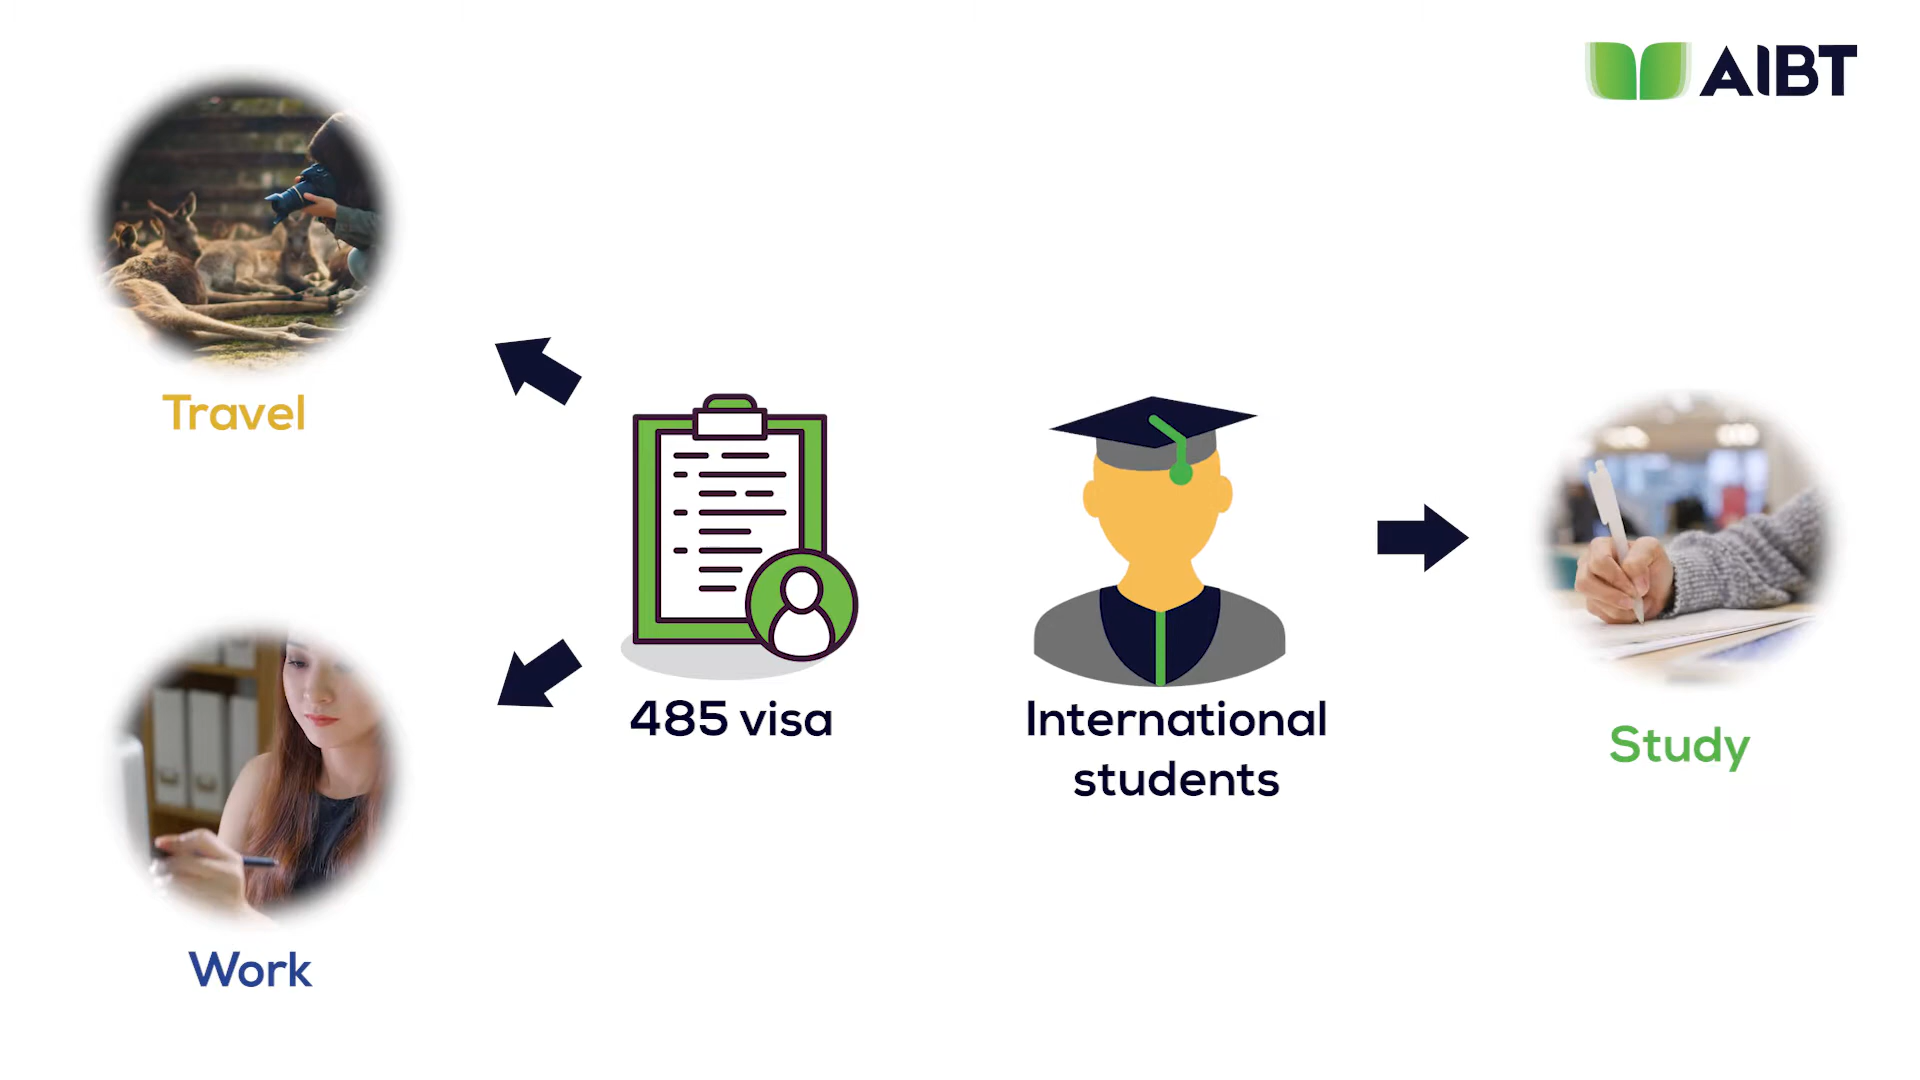 AIBT
Travel
485 visa
International
students
Study
Work